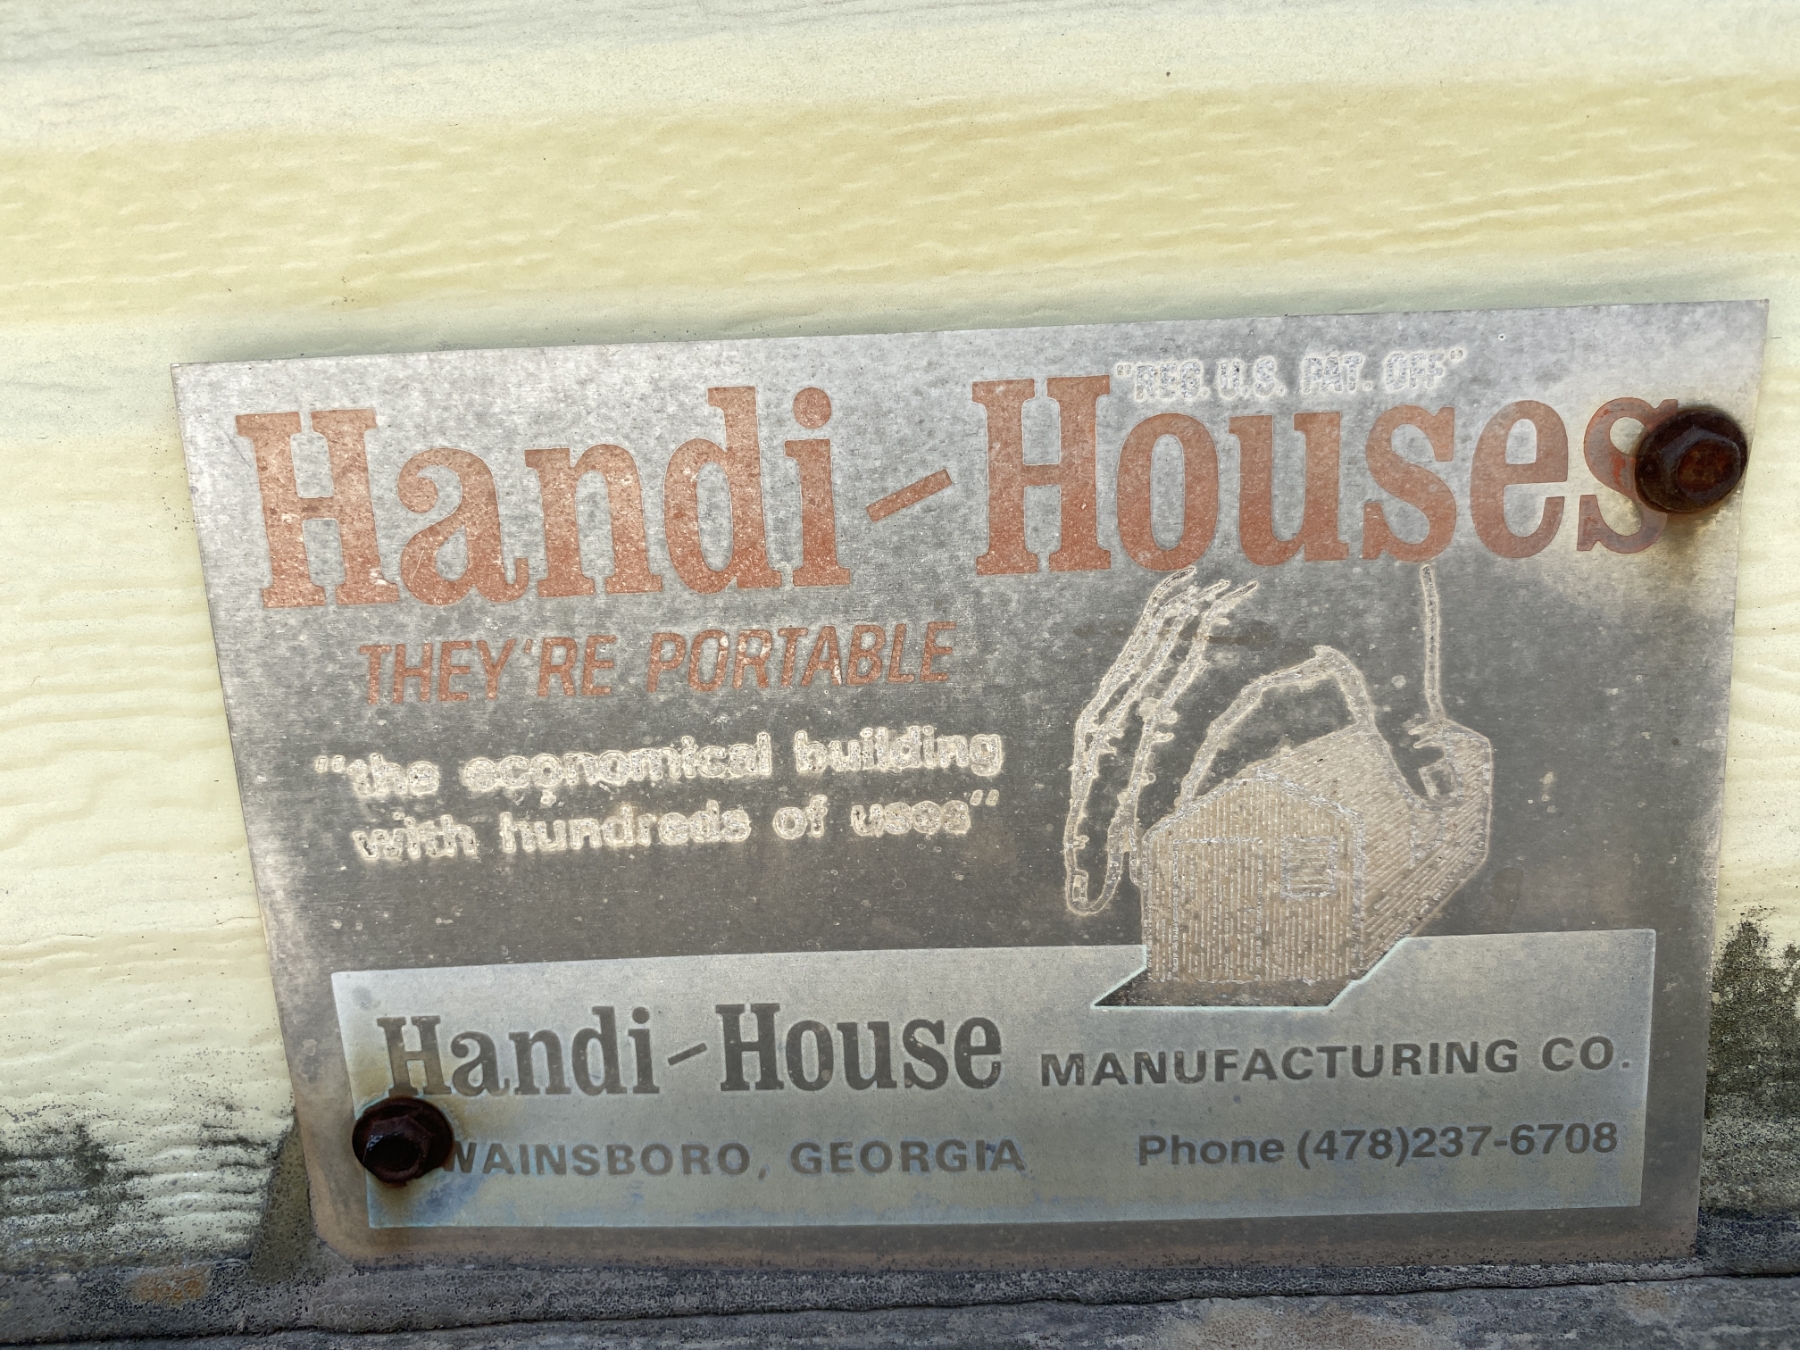 "REG. U.S. PAT. OFF"
Handi-Houses
THEY'RE PORTABLE
"the economical building
with hundreds of uses"
Handi-House MANUFACTURING CO.
WAINSBORO, GEORGIA Phone (478)237-6708